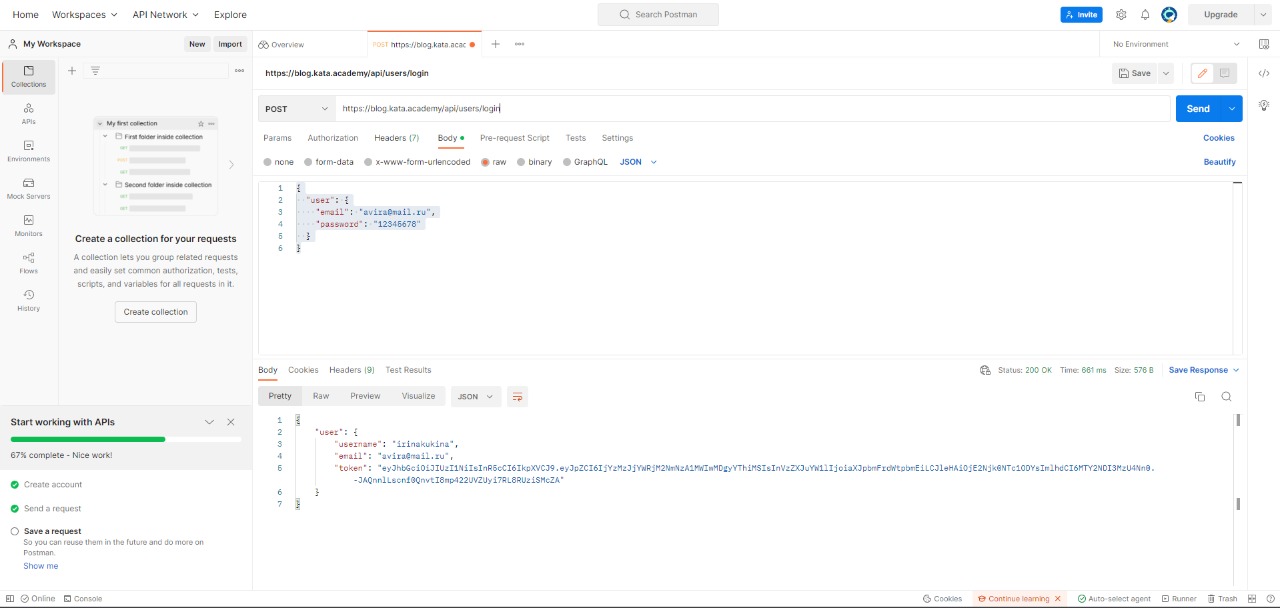 Home Workspaces API Network Explore Search Postman Invite Upgrade
My Workspace New Import Overview POST https://blog.kata.acac No Environment
Collections
APIs
Environments
Mock Servers
Monitors
Flows
History
My first collection
First folder inside collection
GET
GET
Second folder inside collection
GET
GET
Create a collection for your requests
A collection lets you group related requests
and easily set common authorization, tests,
scripts, and variables for all requests in it.
Create collection
Start working with APIs
67% complete - Nice work!
Create account
Send a request
Save a request
So you can reuse them in the future and do more on
Postman.
Show me
https://blog.kata.academy/api/users/login Save
POST https://blog.kata.academy/api/users/login Send
Params Authorization Headers (7) Body Pre-request Script Tests Settings Cookies
none form-data x-www-form-urlencoded raw binary GraphQL JSON Beautify
1 {
2 "user": {
3 "email": "avira@mail.ru",
4 "password": "12345678"
5 }
6 }
Body Cookies Headers (9) Test Results Status: 200 OK Time: 661 ms Size: 576 B Save Response
Pretty Raw Preview Visualize JSON
1 {
2 "user": {
3 "username": "irinakukina",
4 "email": "avira@mail.ru",
5 "token":
6 }
7 }
Online Console Cookies Continue learning Auto-select agent Runner Trash